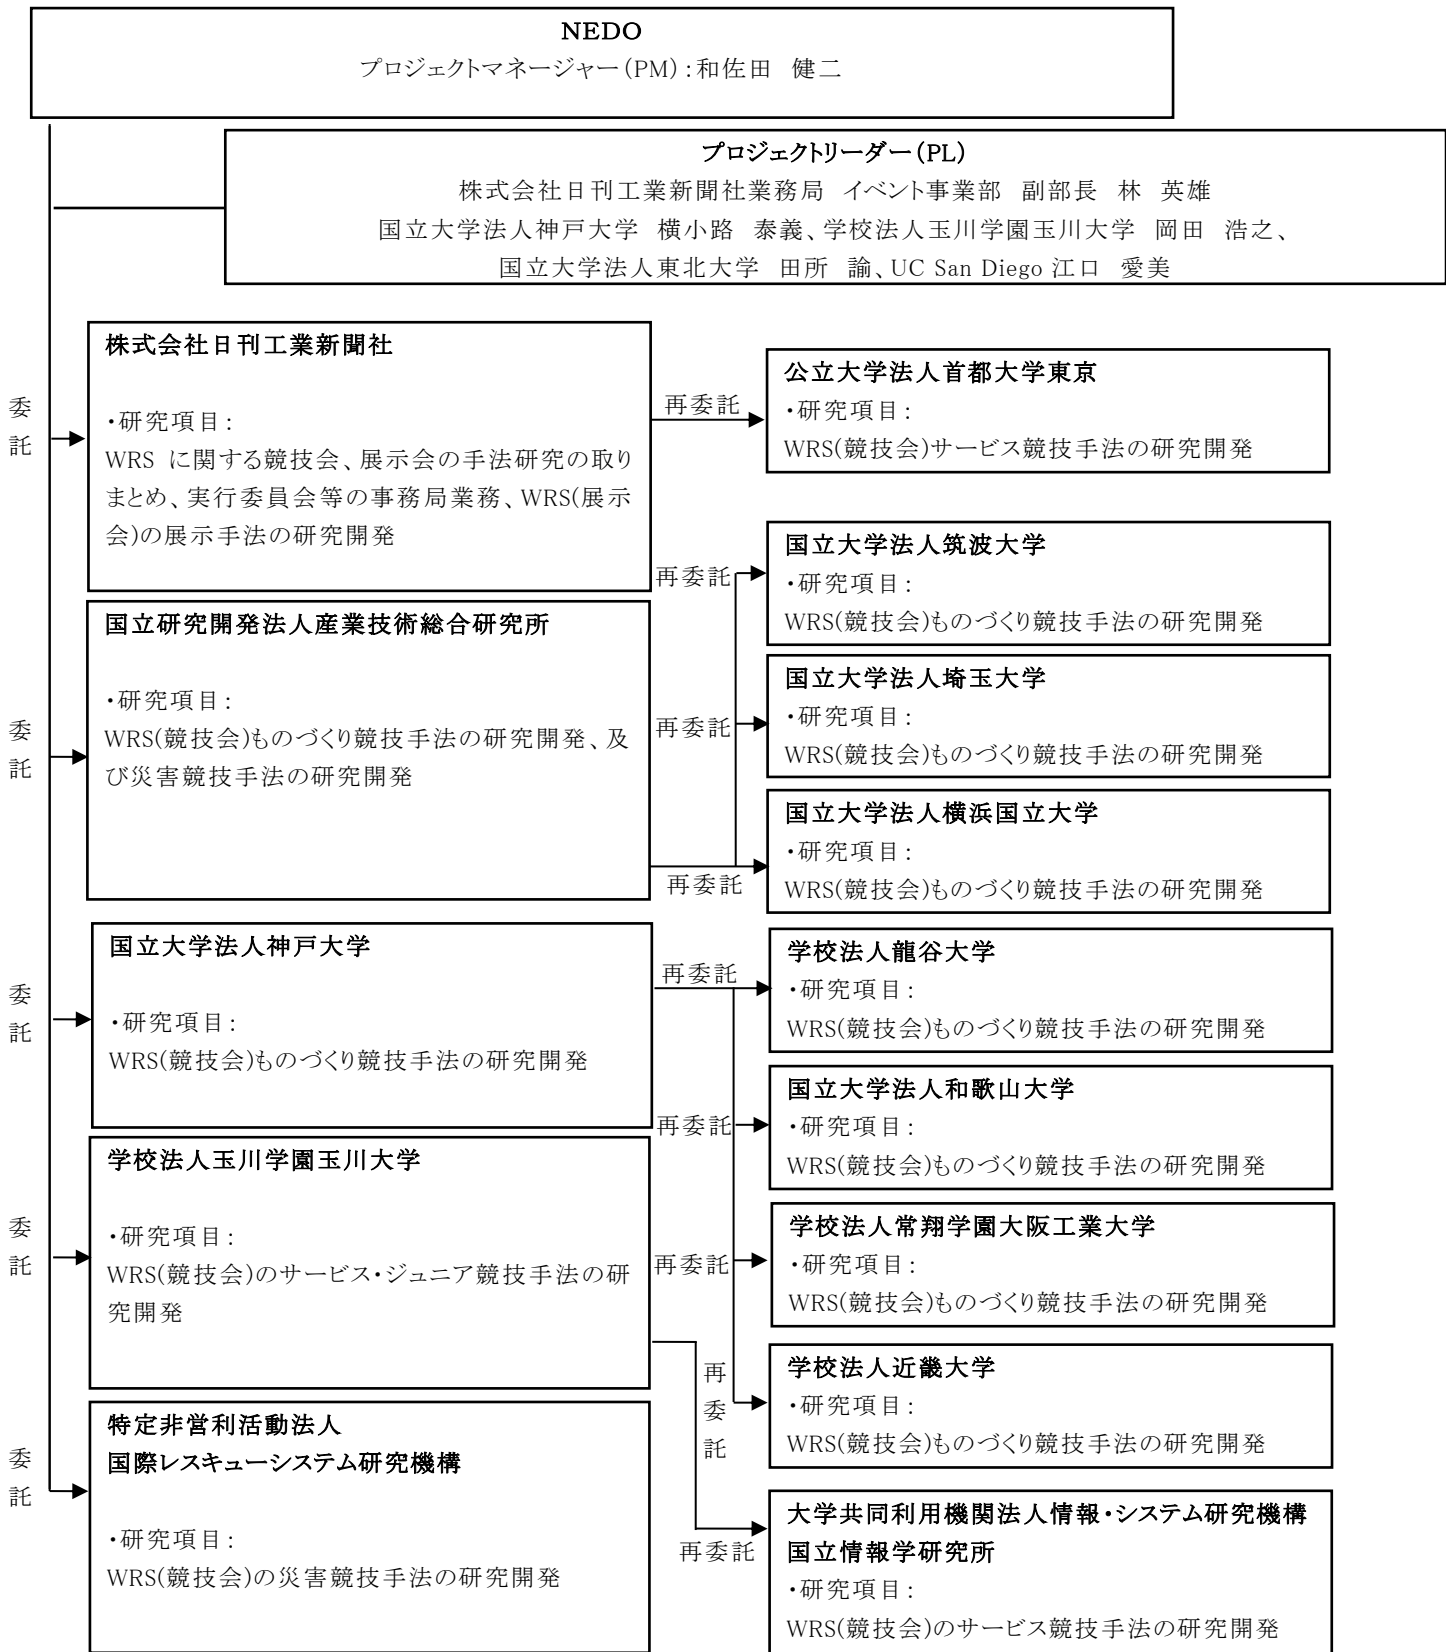 NEDO
プロジェクトマネージャー(PM):和佐田 健二
プロジェクトリーダー(PL)
株式会社日刊工業新聞社業務局 イベント事業部 副部長 林 英雄
国立大学法人神戸大学 横小路 泰義、学校法人玉川学園玉川大学 岡田 浩之、
国立大学法人東北大学 田所 諭、UC San Diego 江口 愛美
委託
株式会社日刊工業新聞社
・研究項目:
WRS に関する競技会、展示会の手法研究の取り
まとめ、実行委員会等の事務局業務、WRS(展示
会)の展示手法の研究開発
再委託
公立大学法人首都大学東京
・研究項目:
WRS(競技会)サービス競技手法の研究開発
委託
国立研究開発法人産業技術総合研究所
・研究項目:
WRS(競技会)ものづくり競技手法の研究開発、及
び災害競技手法の研究開発
再委託
国立大学法人筑波大学
・研究項目:
WRS(競技会)ものづくり競技手法の研究開発
再委託
国立大学法人埼玉大学
・研究項目:
WRS(競技会)ものづくり競技手法の研究開発
再委託
国立大学法人横浜国立大学
・研究項目:
WRS(競技会)ものづくり競技手法の研究開発
委託
国立大学法人神戸大学
・研究項目:
WRS(競技会)ものづくり競技手法の研究開発
再委託
学校法人龍谷大学
・研究項目:
WRS(競技会)ものづくり競技手法の研究開発
再委託
国立大学法人和歌山大学
・研究項目:
WRS(競技会)ものづくり競技手法の研究開発
委託
学校法人玉川学園玉川大学
・研究項目:
WRS(競技会)のサービス・ジュニア競技手法の研
究開発
再委託
学校法人常翔学園大阪工業大学
・研究項目:
WRS(競技会)ものづくり競技手法の研究開発
再委託
学校法人近畿大学
・研究項目:
WRS(競技会)ものづくり競技手法の研究開発
委託
特定非営利活動法人
国際レスキューシステム研究機構
・研究項目:
WRS(競技会)の災害競技手法の研究開発
再委託
大学共同利用機関法人情報・システム研究機構
国立情報学研究所
・研究項目:
WRS(競技会)のサービス競技手法の研究開発